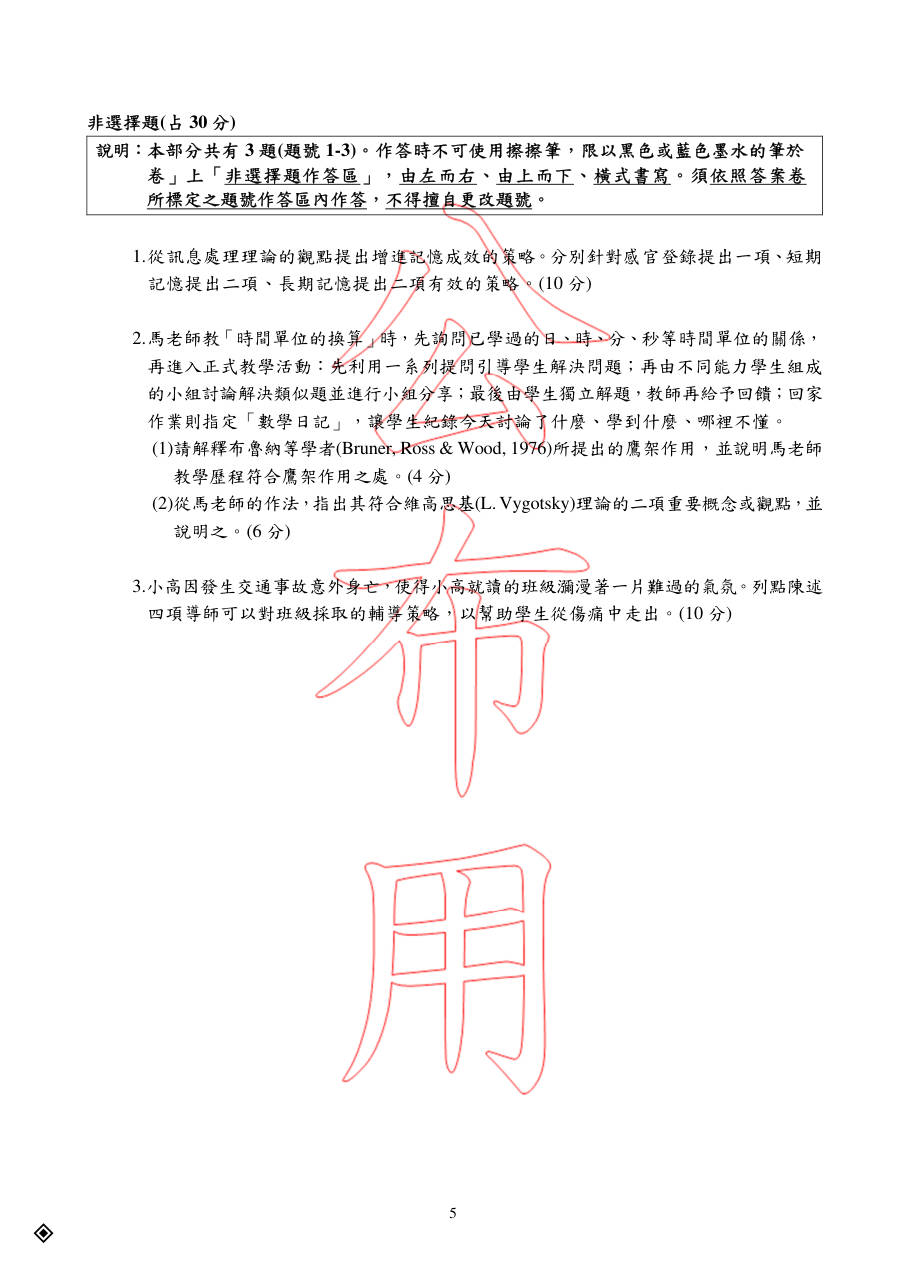 非選擇題(占 30 分)
說明：本部分共有 3 題(題號 1-3)。作答時不可使用擦擦筆，限以黑色或藍色墨水的筆於
卷」上「非選擇題作答區」，由左而右、由上而下、橫式書寫。須依照答案卷
所標定之題號作答區內作答，不得擅自更改題號。
1.從訊息處理理論的觀點提出增進記憶成效的策略。分別針對感官登錄提出一項、短期
記憶提出二項、長期記憶提出二項有效的策略。(10 分)
2.馬老師教「時間單位的換算」時，先詢問已學過的日、時、分、秒等時間單位的關係，
再進入正式教學活動：先利用一系列提問引導學生解決問題；再由不同能力學生組成
的小組討論解決類似題並進行小組分享；最後由學生獨立解題，教師再給予回饋；回家
作業則指定「數學日記」，讓學生紀錄今天討論了什麼、學到什麼、哪裡不懂。
(1)請解釋布魯納等學者(Bruner, Ross & Wood, 1976)所提出的鷹架作用，並說明馬老師
教學歷程符合鷹架作用之處。(4 分)
(2)從馬老師的作法，指出其符合維高思基(L. Vygotsky)理論的二項重要概念或觀點，並
說明之。(6 分)
3.小高因發生交通事故意外身亡，使得小高就讀的班級瀰漫著一片難過的氣氛。列點陳述
四項導師可以對班級採取的輔導策略，以幫助學生從傷痛中走出。(10 分)
公
布
用
5